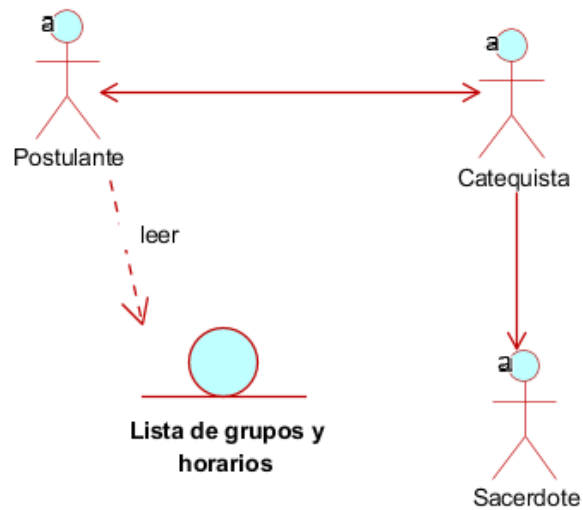 a
a
Postulante
Catequista
leer
a
Lista de grupos y
horarios
Sacerdote